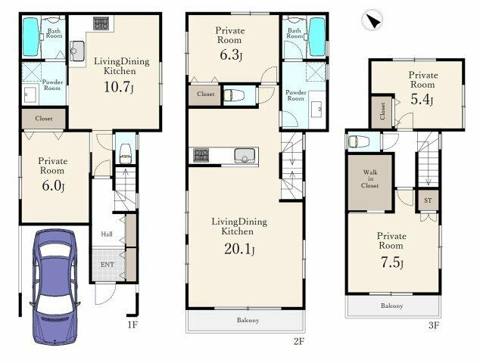 Bath
Room
Powder
Room
LivingDining
Kitchen
10.7J
Closet
Private
Room
6.0J
Hall
ENT
1F
Private
Room
6.3J
Bath
Room
Closet
Powder
Room
LivingDining
Kitchen
20.1J
Balcony
2F
Private
Room
5.4J
Closet
Walk
in
Closet
ST
Private
Room
7.5J
Balcony
3F